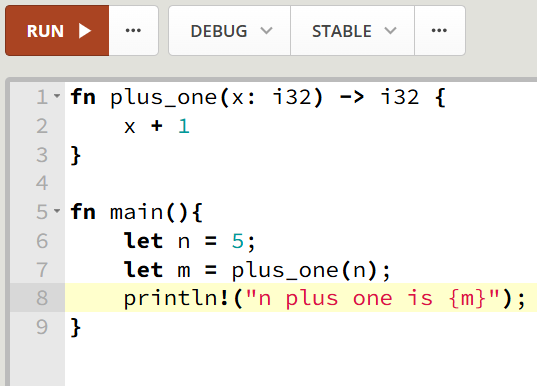 RUN ▶ ··· DEBUG STABLE ···
1 fn plus_one(x: i32) -> i32 {
2     x + 1
3 }
4
5 fn main(){
6     let n = 5;
7     let m = plus_one(n);
8     println!("n plus one is {m}");
9 }